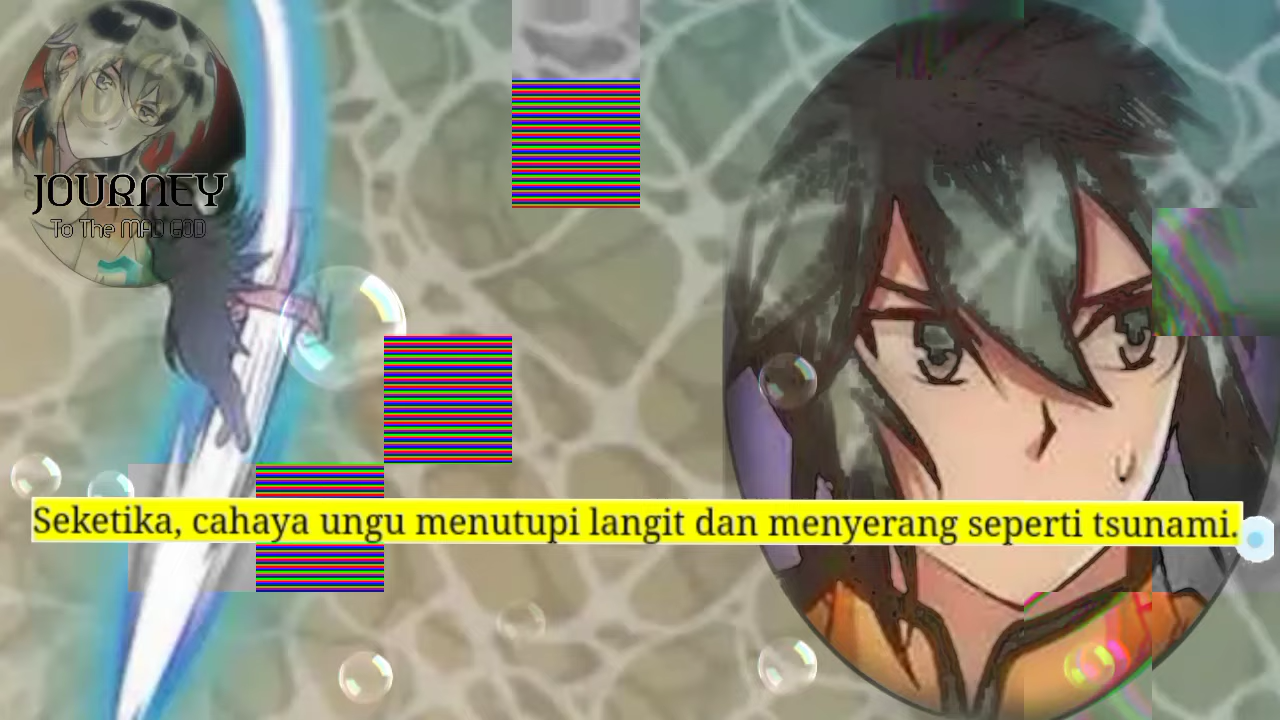 JOURNEY
To The MAD GOD
Seketika, cahaya ungu menutupi langit dan menyerang seperti tsunami.